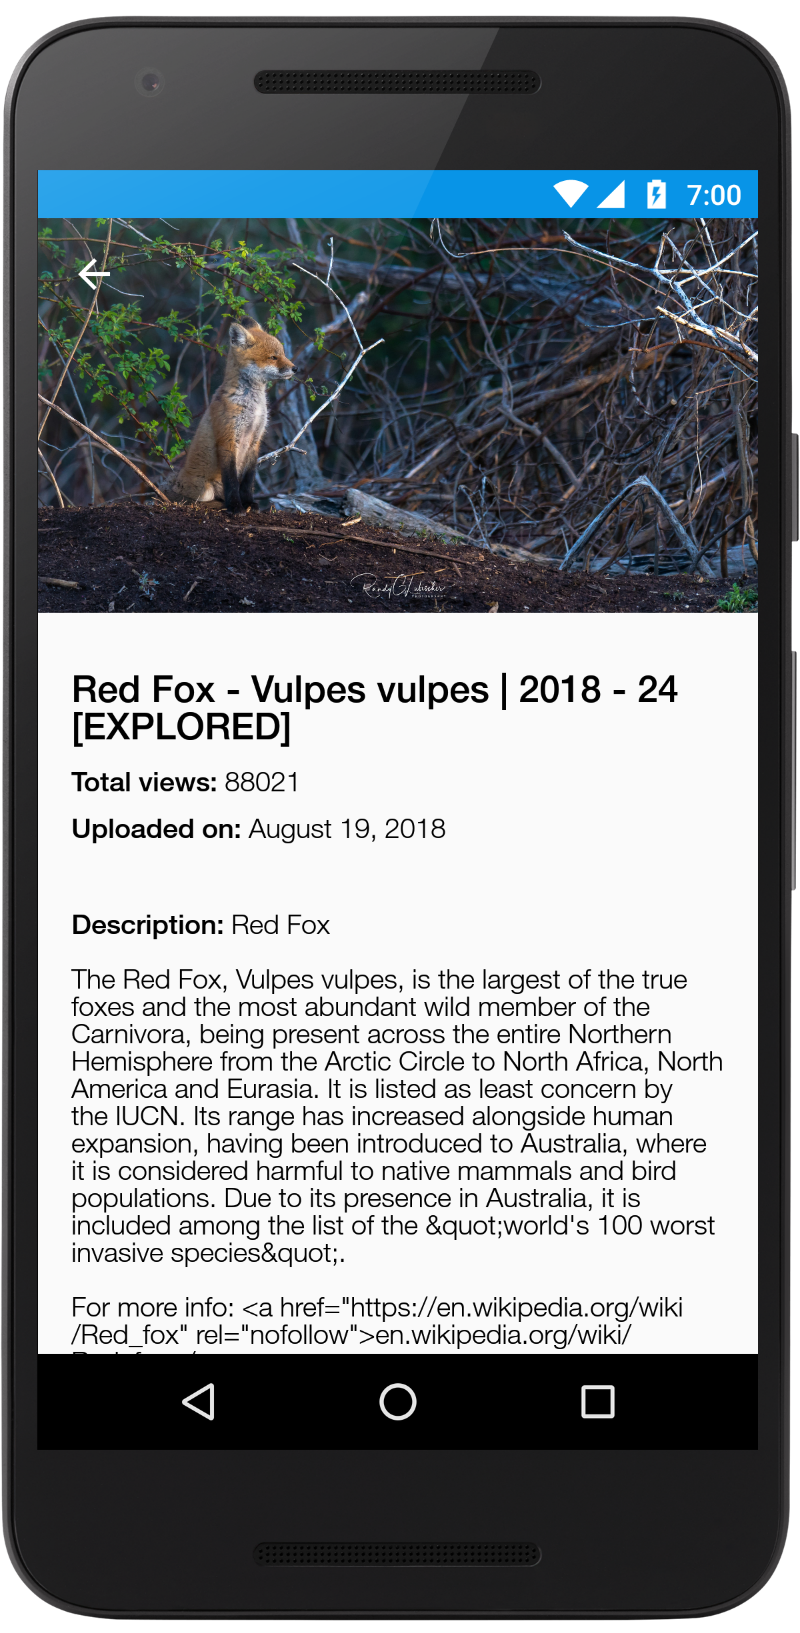 7:00
Red Fox - Vulpes vulpes | 2018 - 24
[EXPLORED]
Total views: 88021
Uploaded on: August 19, 2018
Description: Red Fox
The Red Fox, Vulpes vulpes, is the largest of the true
foxes and the most abundant wild member of the
Carnivora, being present across the entire Northern
Hemisphere from the Arctic Circle to North Africa, North
America and Eurasia. It is listed as least concern by
the IUCN. Its range has increased alongside human
expansion, having been introduced to Australia, where
it is considered harmful to native mammals and bird
populations. Due to its presence in Australia, it is
included among the list of the &quot;world's 100 worst
invasive species&quot;.
For more info: <a href="https://en.wikipedia.org/wiki
/Red_fox" rel="nofollow">en.wikipedia.org/wiki/